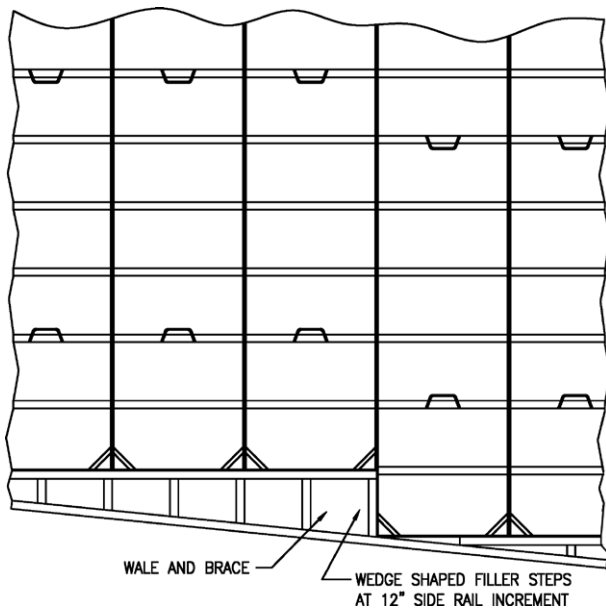 WALE AND BRACE
WEDGE SHAPED FILLER STEPS
AT 12" SIDE RAIL INCREMENT